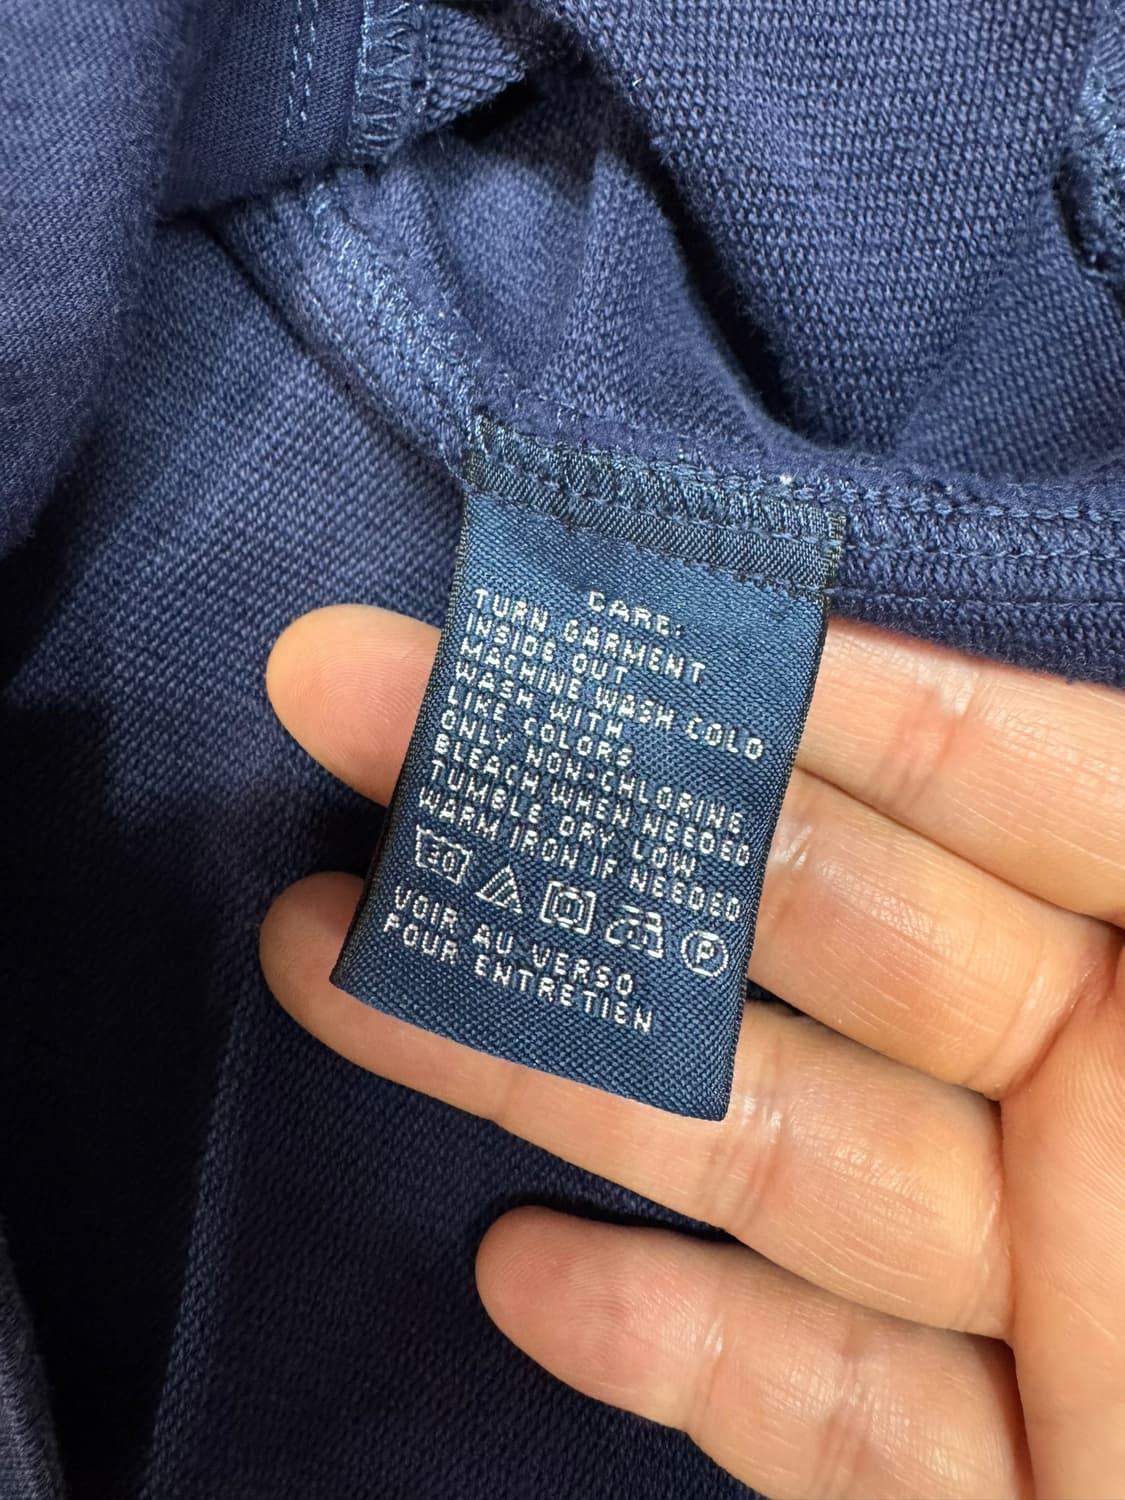 CARE:
TURN GARMENT
INSIDE OUT
MACHINE WASH COLD
WASH WITH
LIKE COLORS
ONLY NON-CHLORINE
BLEACH WHEN NEEDED
TUMBLE DRY LOW
WARM IRON IF NEEDED
30 P
VOIR AU VERSO
POUR ENTRETIEN